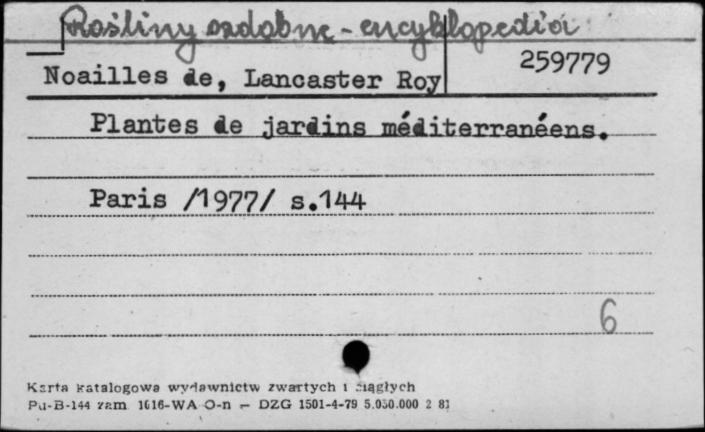 Rośliny ozdobne - encyklopedia
Noailles de, Lancaster Roy 259779
Plantes de jardins méditerranéens.
Paris /1977/ s.144
6
Karta katalogowa wydawnictw zwartych i ciągłych
Pu-B-144 zam. 1616-WA O-n — DZG 1501-4-79 5.050.000 2 81